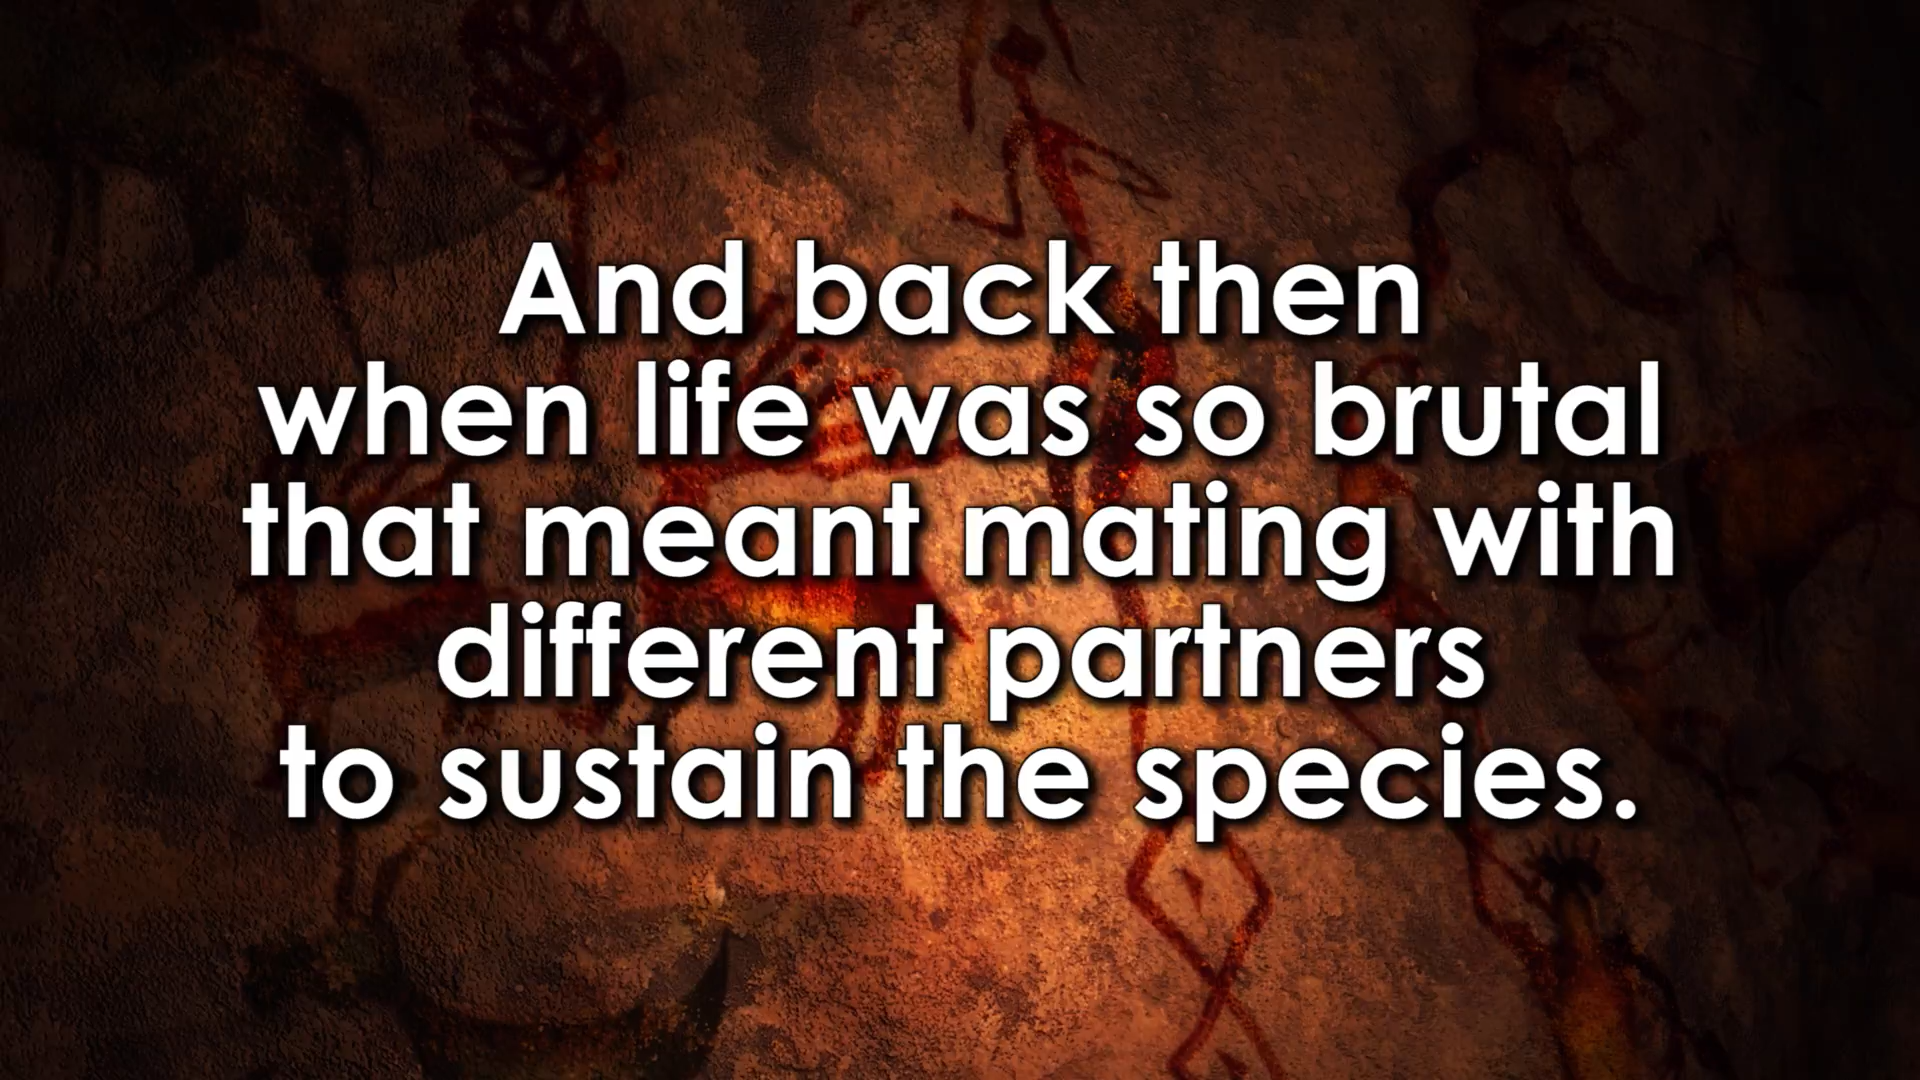 And back then
when life was so brutal
that meant mating with
different partners
to sustain the species.